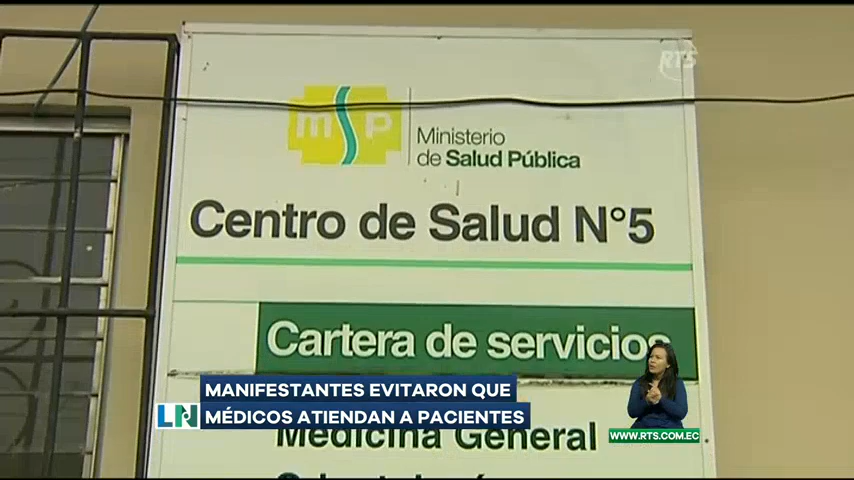 RTS
msp
Ministerio
de Salud Pública
Centro de Salud N°5
Cartera de servicios
MANIFESTANTES EVITARON QUE
LN
MÉDICOS ATIENDAN A PACIENTES
Medicina General
WWW.RTS.COM.EC